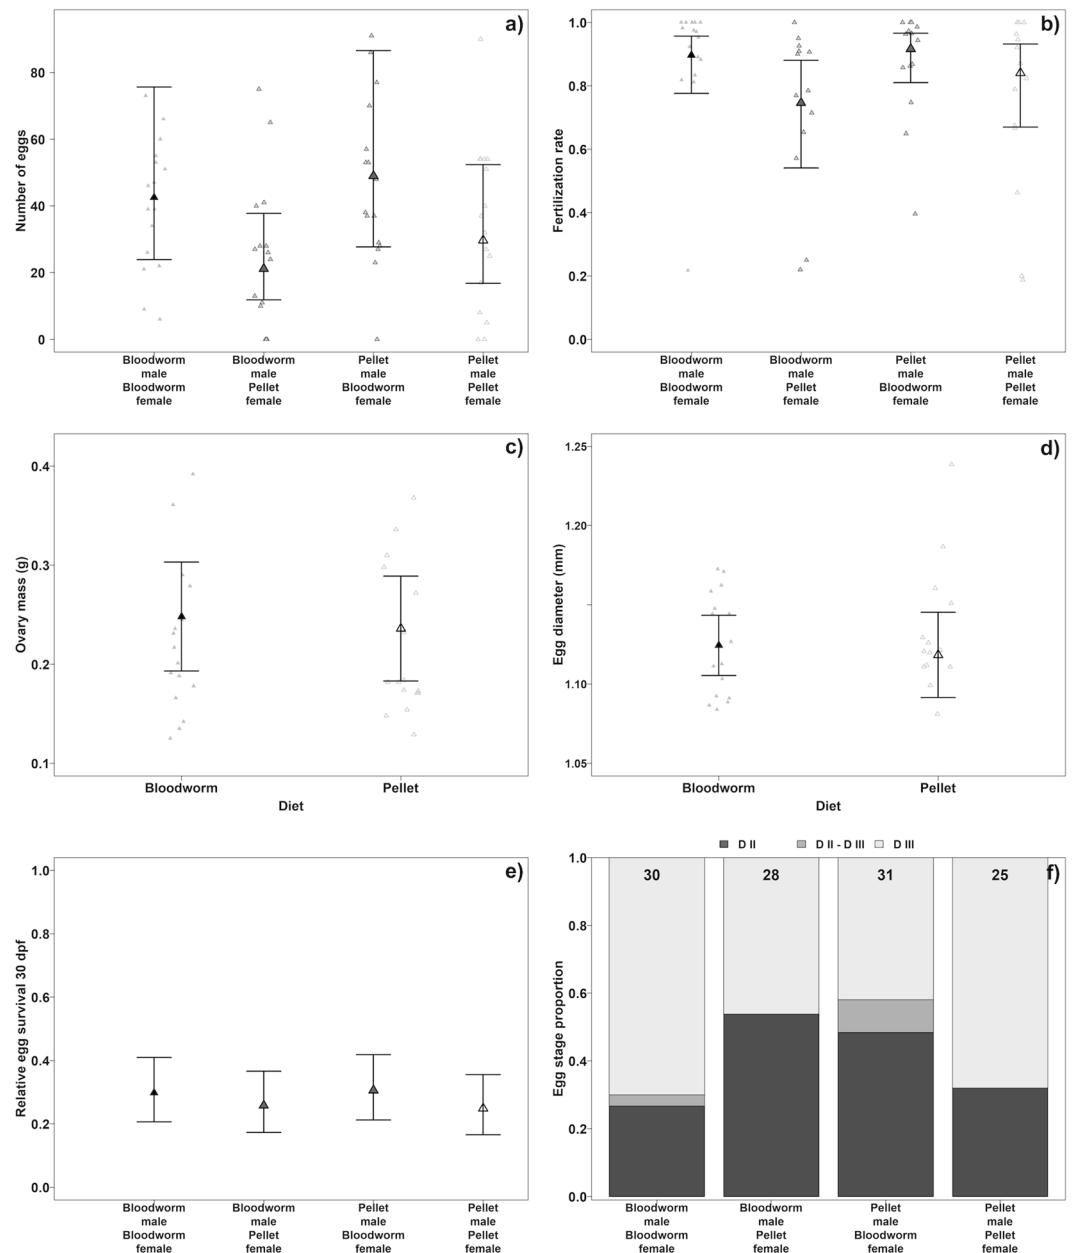 a)
Number of eggs
80
60
40
20
0
Bloodworm
male
Bloodworm
female
Bloodworm
male
Pellet
female
Pellet
male
Bloodworm
female
Pellet
male
Pellet
female
b)
Fertilization rate
1.0
0.8
0.6
0.4
0.2
0.0
Bloodworm
male
Bloodworm
female
Bloodworm
male
Pellet
female
Pellet
male
Bloodworm
female
Pellet
male
Pellet
female
c)
Ovary mass (g)
0.4
0.3
0.2
0.1
Bloodworm
Pellet
Diet
d)
Egg diameter (mm)
1.25
1.20
1.10
1.05
Bloodworm
Pellet
Diet
e)
Relative egg survival 30 dpf
1.0
0.8
0.6
0.4
0.2
0.0
Bloodworm
male
Bloodworm
female
Bloodworm
male
Pellet
female
Pellet
male
Bloodworm
female
Pellet
male
Pellet
female
D II
D II - D III
D III
f)
Egg stage proportion
1.0
0.8
0.6
0.4
0.2
0.0
30
28
31
25
Bloodworm
male
Bloodworm
female
Bloodworm
male
Pellet
female
Pellet
male
Bloodworm
female
Pellet
male
Pellet
female